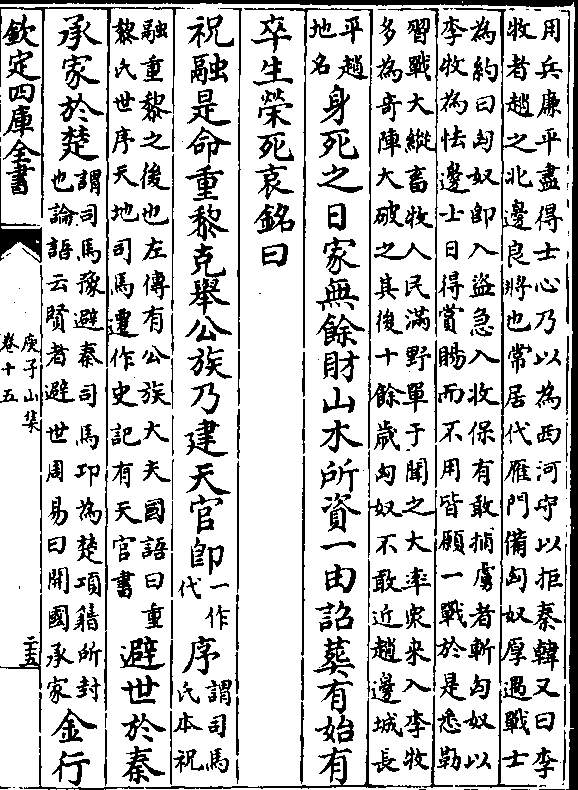 用兵廉平盡得士心乃以為西河守以拒秦韓又曰李
牧者趙之北邊良將也常居代雁門備匈奴厚遇戰士
為約曰匈奴即入盜急入收保有敢捕虜者斬匈奴以
李牧為怯邊士日得賞賜而不用皆願一戰於是悉勒
習戰大縱畜牧人民滿野單于聞之大率衆来入李牧
多為奇陣大破之其後十餘歲匈奴不敢近趙邊城長
平趙地名身死之日家無餘財山木所資一由詔葬有始有
卒生榮死哀銘曰
祝融是命重黎克舉公族乃建天官即一作代序謂司馬氏本祝
融重黎之後也左傳有公族大夫國語曰重
黎氏世序天地司馬遷作史記有天官書避世於秦
承家於楚謂司馬豫避秦司馬卬為楚項籍所封
也論語云賢者避世周易曰開國承家金行
欽定四庫全書
庾子山集
卷十五